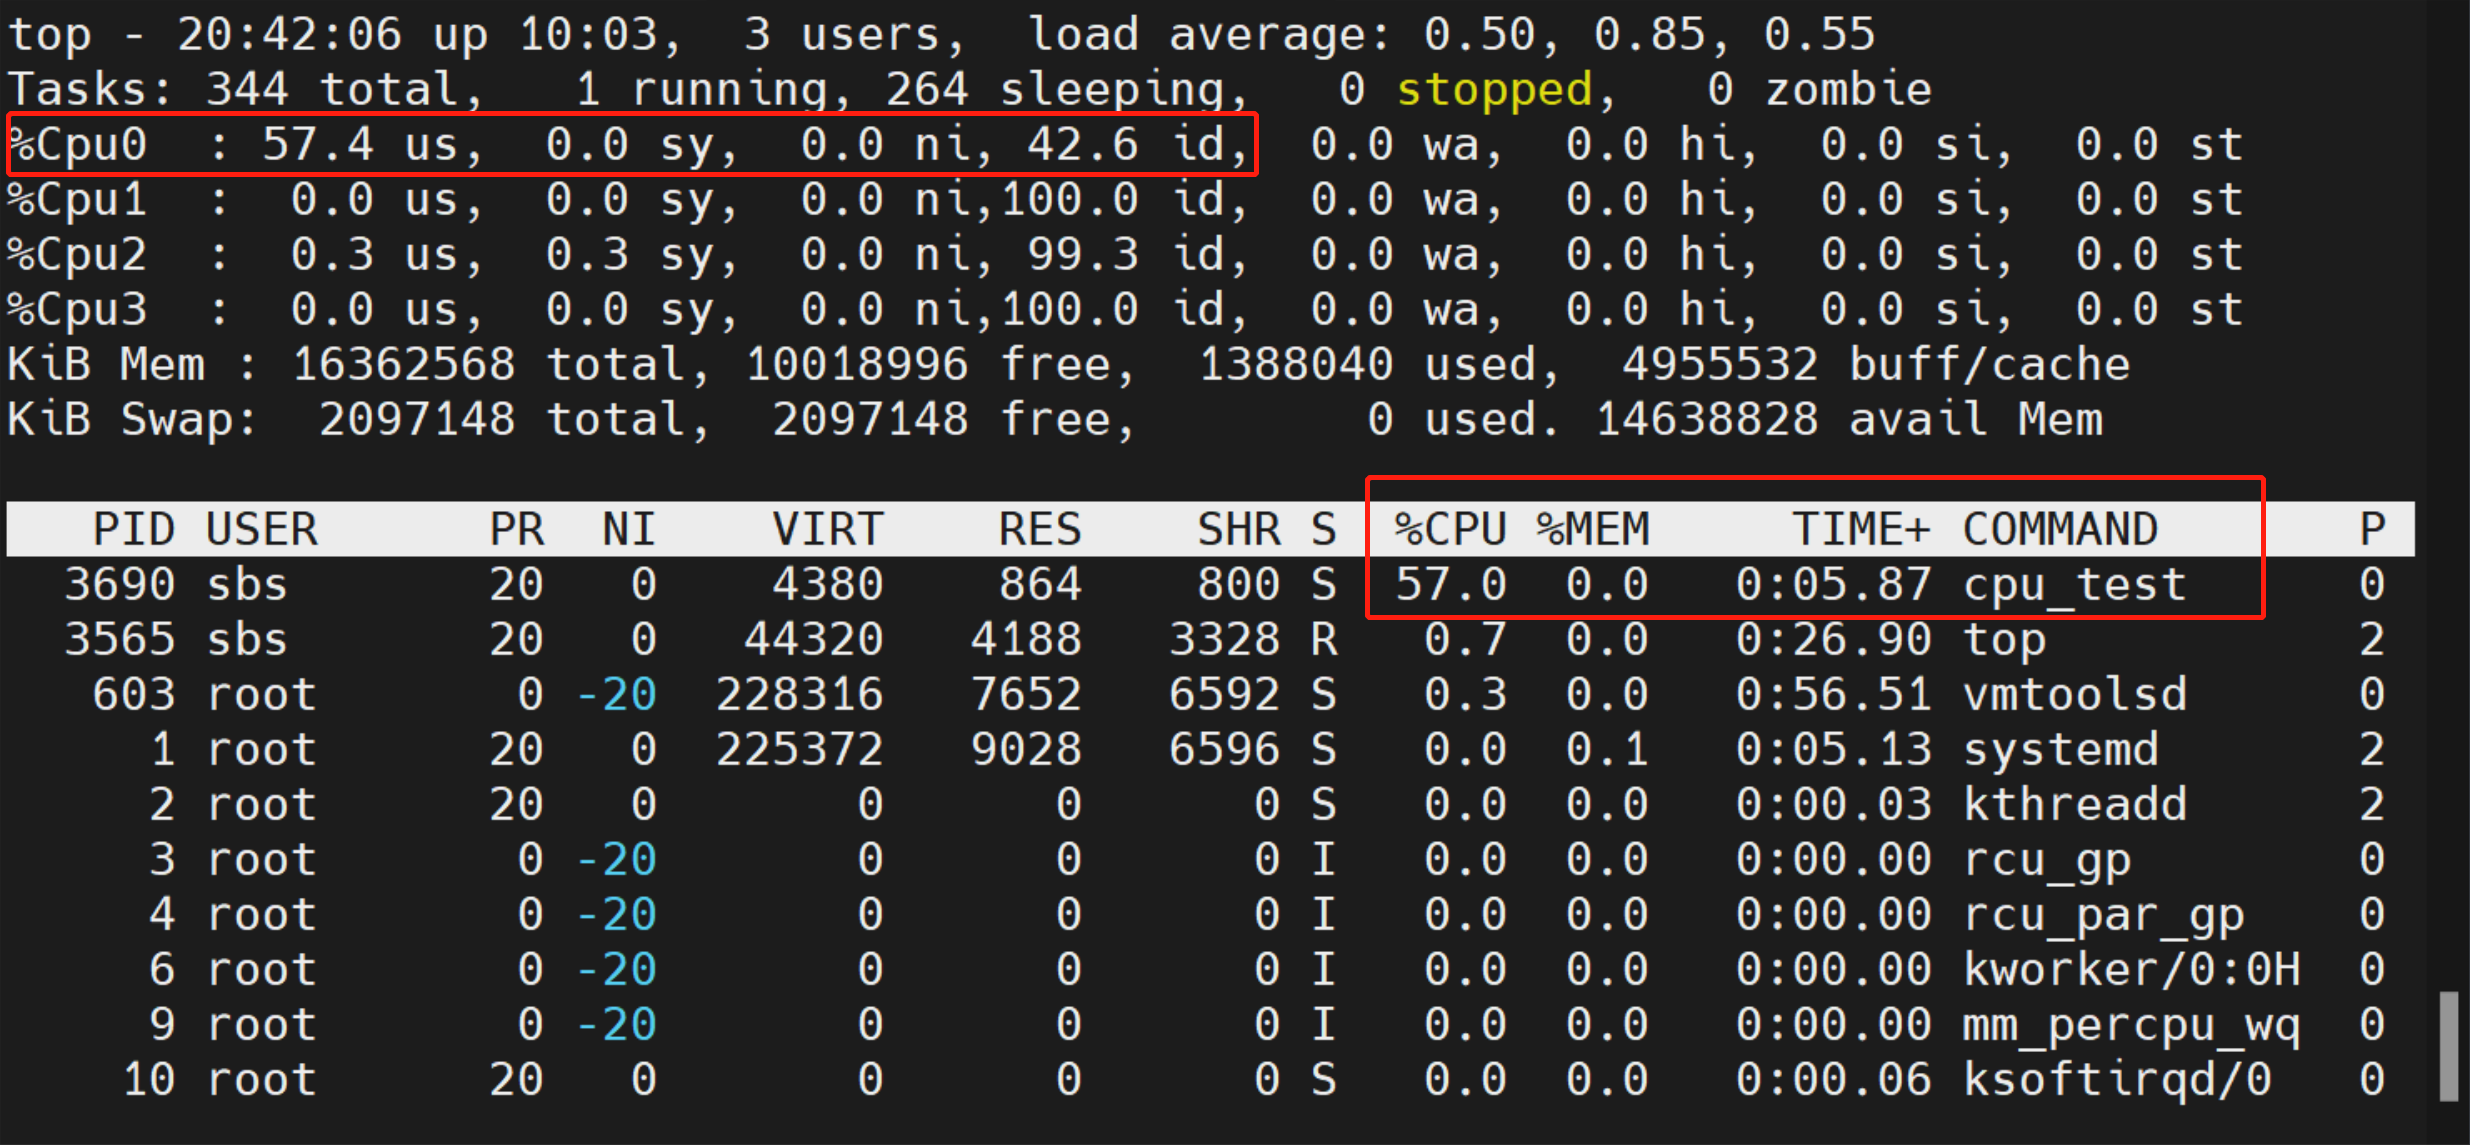 top - 20:42:06 up 10:03,  3 users,  load average: 0.50, 0.85, 0.55
Tasks: 344 total,   1 running, 264 sleeping,   0 stopped,   0 zombie
%Cpu0  : 57.4 us,  0.0 sy,  0.0 ni, 42.6 id,  0.0 wa,  0.0 hi,  0.0 si,  0.0 st
%Cpu1  :  0.0 us,  0.0 sy,  0.0 ni,100.0 id,  0.0 wa,  0.0 hi,  0.0 si,  0.0 st
%Cpu2  :  0.3 us,  0.3 sy,  0.0 ni, 99.3 id,  0.0 wa,  0.0 hi,  0.0 si,  0.0 st
%Cpu3  :  0.0 us,  0.0 sy,  0.0 ni,100.0 id,  0.0 wa,  0.0 hi,  0.0 si,  0.0 st
KiB Mem : 16362568 total, 10018996 free,  1388040 used,  4955532 buff/cache
KiB Swap:  2097148 total,  2097148 free,        0 used. 14638828 avail Mem
PID USER      PR  NI    VIRT    RES    SHR S  %CPU %MEM     TIME+ COMMAND       P
3690 sbs       20   0    4380    864    800 S  57.0  0.0   0:05.87 cpu_test      0
3565 sbs       20   0   44320   4188   3328 R   0.7  0.0   0:26.90 top           2
603 root       0 -20  228316   7652   6592 S   0.3  0.0   0:56.51 vmtoolsd      0
1 root      20   0  225372   9028   6596 S   0.0  0.1   0:05.13 systemd       2
2 root      20   0       0      0      0 S   0.0  0.0   0:00.03 kthreadd      2
3 root       0 -20       0      0      0 I   0.0  0.0   0:00.00 rcu_gp        0
4 root       0 -20       0      0      0 I   0.0  0.0   0:00.00 rcu_par_gp    0
6 root       0 -20       0      0      0 I   0.0  0.0   0:00.00 kworker/0:0H  0
9 root       0 -20       0      0      0 I   0.0  0.0   0:00.00 mm_percpu_wq  0
10 root      20   0       0      0      0 S   0.0  0.0   0:00.06 ksoftirqd/0   0